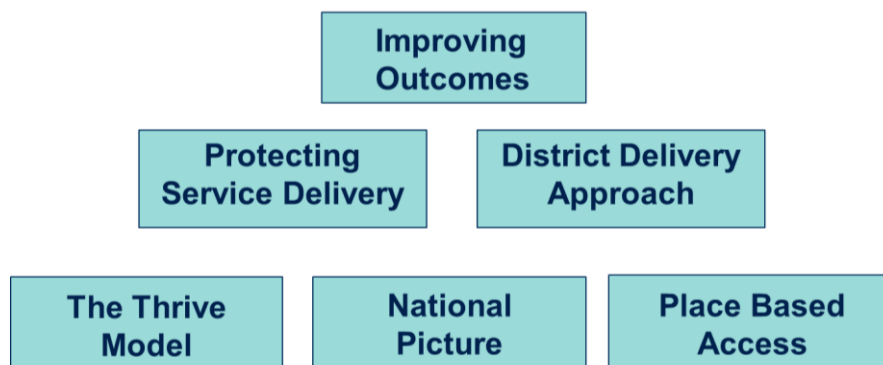 Improving
Outcomes
Protecting
Service Delivery
District Delivery
Approach
The Thrive
Model
National
Picture
Place Based
Access